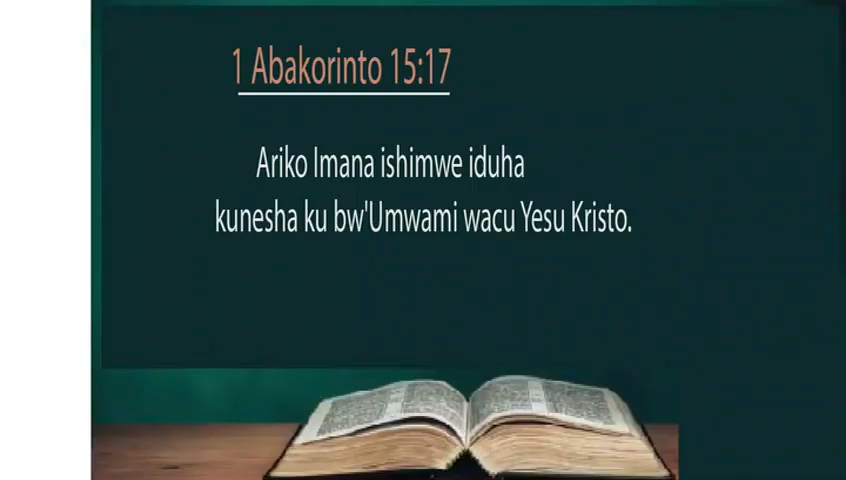 1 Abakorinto 15:17
Ariko Imana ishimwe iduha
kunesha ku bw'Umwami wacu Yesu Kristo.